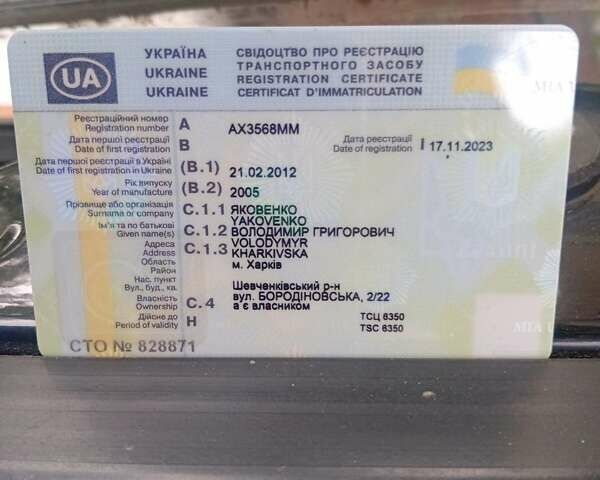 UA
УКРАЇНА
UKRAINE
UKRAINE
СВІДОЦТВО ПРО РЕЄСТРАЦІЮ
ТРАНСПОРТНОГО ЗАСОБУ
REGISTRATION CERTIFICATE
CERTIFICAT D'IMMATRICULATION
MIA U
Реєстраційний номер
Registration number A AX3568MM
Дата першої реєстрації
Date of first registration B
Дата реєстрації
Date of registration I 17.11.2023
Дата першої реєстрації в Україні
Date of first registration in Ukraine (B.1) 21.02.2012
Рік випуску
Year of manufacture (B.2) 2005
Прізвище або організація
Surname or company C.1.1 ЯКОВЕНКО
YAKOVENKO
Ім'я та по батькові
Given name(s) C.1.2 ВОЛОДИМИР ГРИГОРОВИЧ
VOLODYMYR
Адреса
Address C.1.3 KHARKIVSKA
Область м. Харків
Район
Нас. пункт Шевченківський р-н
Вул., буд., кв. вул. БОРОДІНОВСЬКА, 2/22
Власність
Ownership C.4 а є власником
Дійсне до
Period of validity H
ТСЦ 6350
TSC 6350
MIA U
СТО № 828871